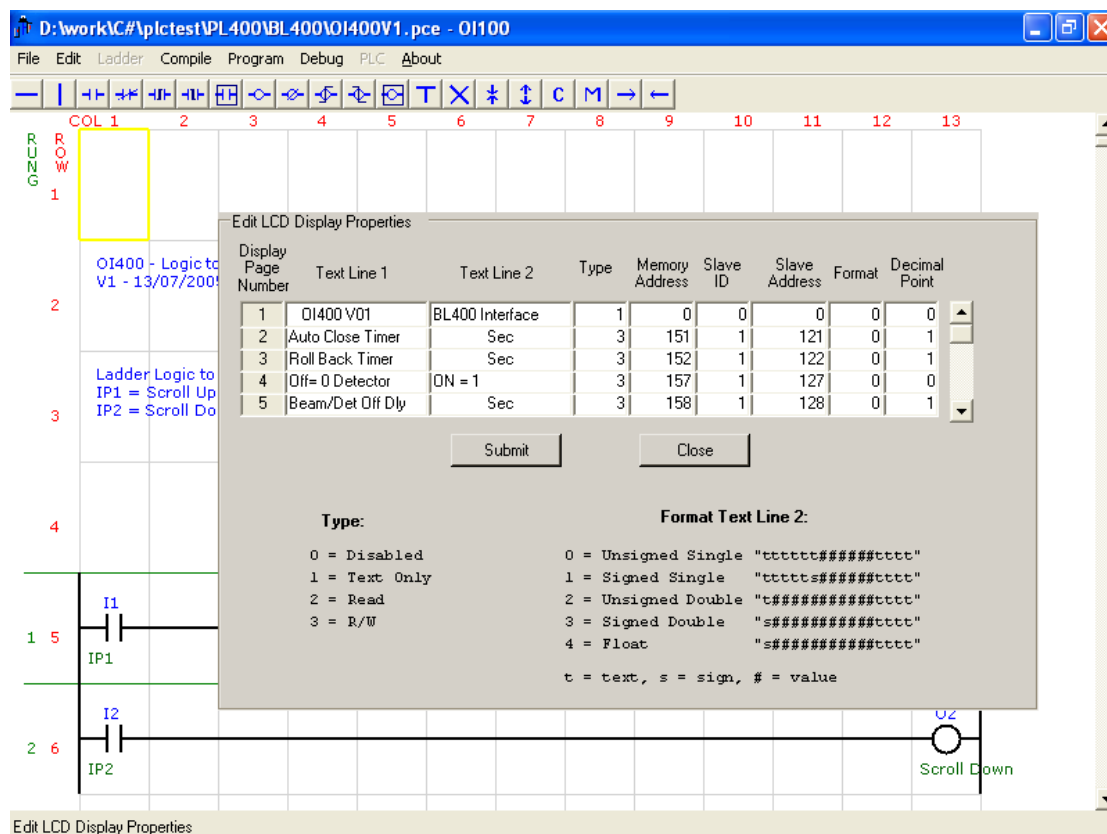 D:\work\C#\plctest\PL400\BL400\OI400V1.pce - OI100
File Edit Ladder Compile Program Debug PLC About
T C M
COL 1 2 3 4 5 6 7 8 9 10 11 12 13
RUNG ROW
1
Edit LCD Display Properties
OI400 - Logic to
V1 - 13/07/200
2
Display Page Number Text Line 1 Text Line 2 Type Memory Address Slave ID Slave Address Format Decimal Point
1 OI400 V01 BL400 Interface 1 0 0 0 0 0
2 Auto Close Timer Sec 3 151 1 121 0 1
3 Roll Back Timer Sec 3 152 1 122 0 1
4 Off= 0 Detector ON = 1 3 157 1 127 0 0
5 Beam/Det Off Dly Sec 3 158 1 128 0 1
Ladder Logic to
IP1 = Scroll Up
IP2 = Scroll Do
3
Submit Close
4
Type: Format Text Line 2:
0 = Disabled
1 = Text Only
2 = Read
3 = R/W
0 = Unsigned Single "tttttt######tttt"
1 = Signed Single "ttttts######tttt"
2 = Unsigned Double "t###########tttt"
3 = Signed Double "s###########tttt"
4 = Float "s###########tttt"
t = text, s = sign, # = value
I1
1 5
IP1
I2 O2
2 6
IP2 Scroll Down
Edit LCD Display Properties